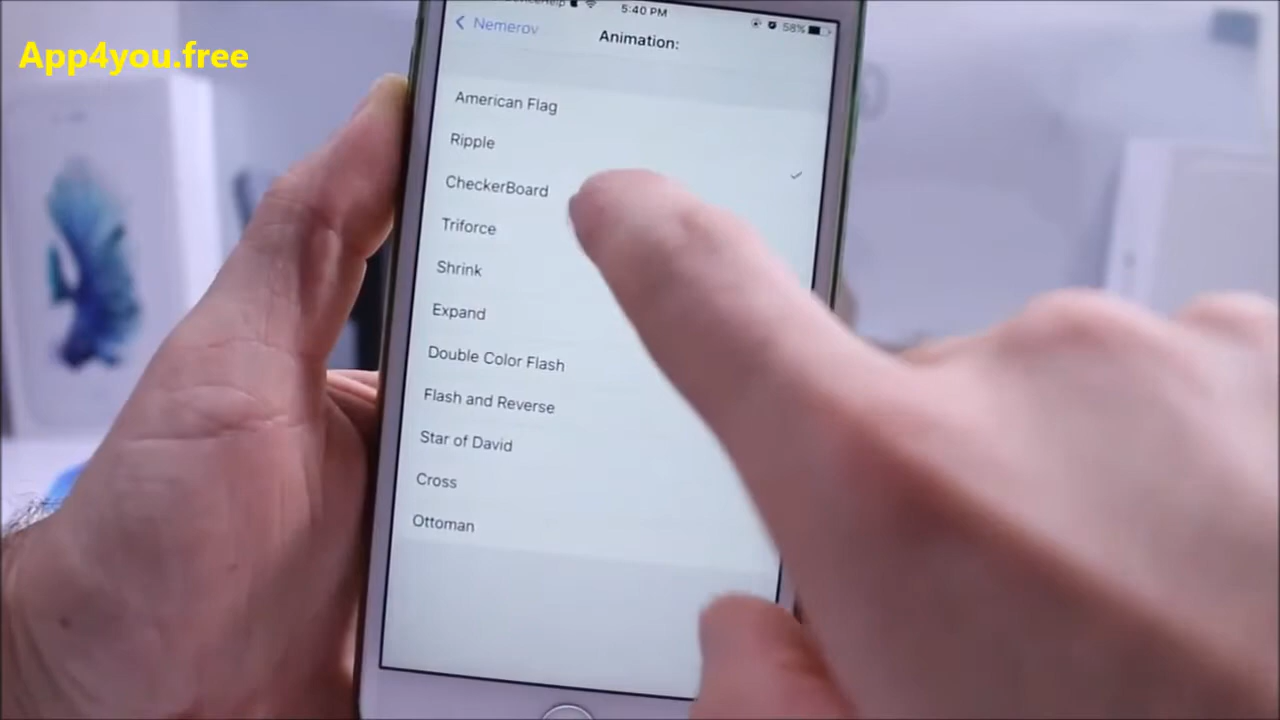 App4you.free
5:40 PM
58%
Nemerov
Animation:
American Flag
Ripple
CheckerBoard
Triforce
Shrink
Expand
Double Color Flash
Flash and Reverse
Star of David
Cross
Ottoman